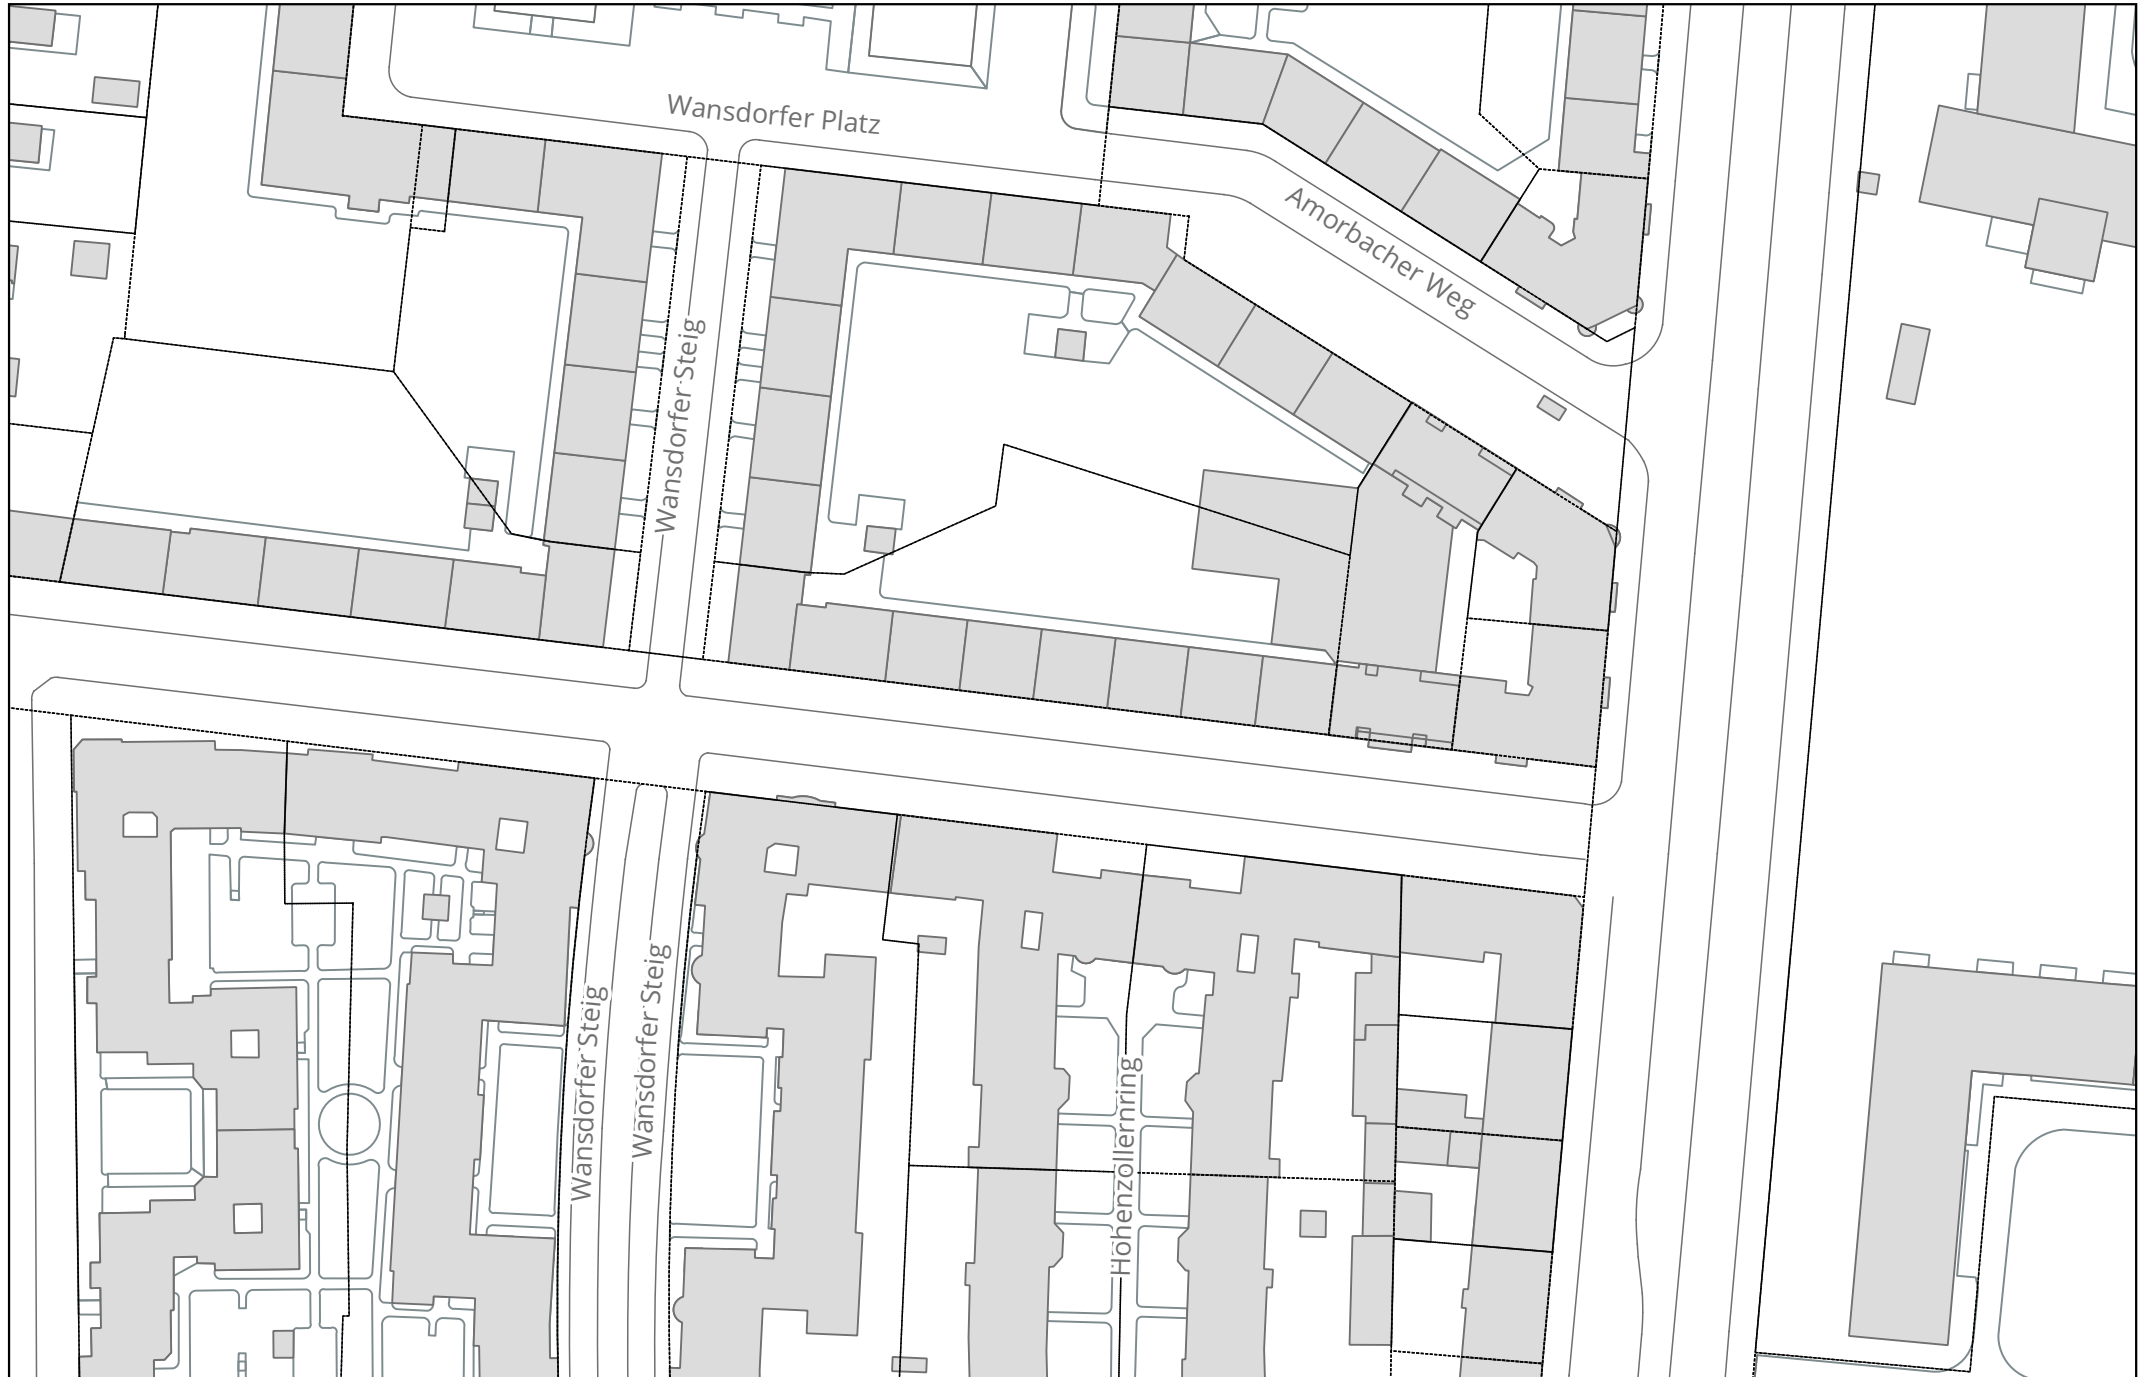 Wansdorfer Platz
Amorbacher Weg
Wansdorfer Steig
Wansdorfer Steig
Wansdorfer Steig
Hohenzollernring